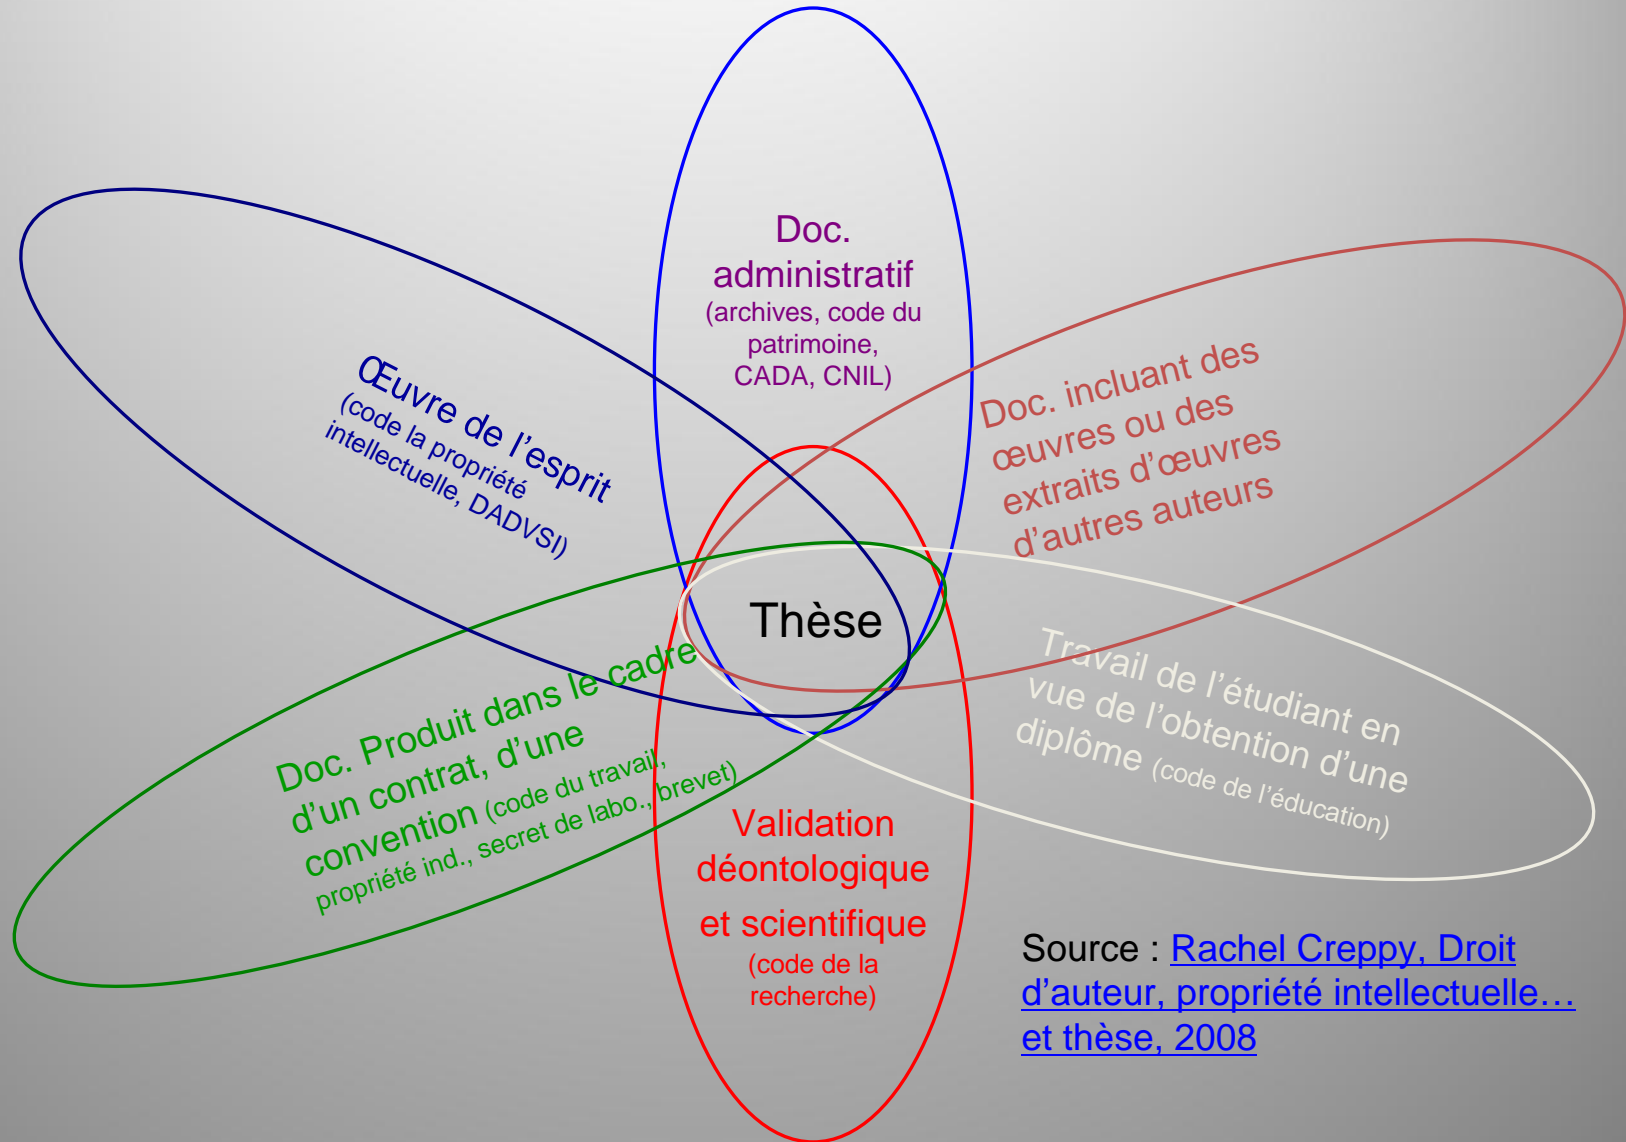 Doc.
administratif
(archives, code du
patrimoine,
CADA, CNIL)
Œuvre de l’esprit
(code la propriété
intellectuelle, DADVSI)
Doc. incluant des
œuvres ou des
extraits d’œuvres
d’autres auteurs
Thèse
Doc. Produit dans le cadre
d’un contrat, d’une
convention (code du travail,
propriété ind., secret de labo., brevet)
Travail de l’étudiant en
vue de l’obtention d’une
diplôme (code de l’éducation)
Validation
déontologique
et scientifique
(code de la
recherche)
Source : Rachel Creppy, Droit
d’auteur, propriété intellectuelle…
et thèse, 2008